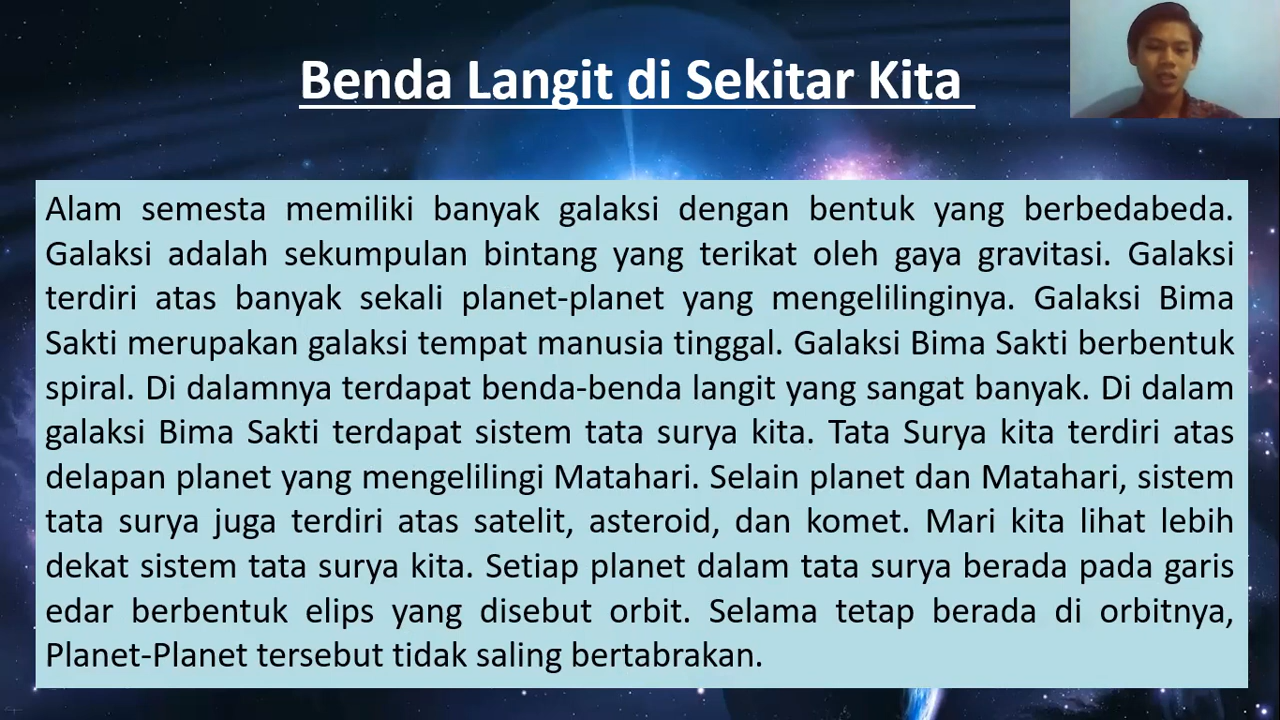 Benda Langit di Sekitar Kita
Alam semesta memiliki banyak galaksi dengan bentuk yang berbedabeda.
Galaksi adalah sekumpulan bintang yang terikat oleh gaya gravitasi. Galaksi
terdiri atas banyak sekali planet-planet yang mengelilinginya. Galaksi Bima
Sakti merupakan galaksi tempat manusia tinggal. Galaksi Bima Sakti berbentuk
spiral. Di dalamnya terdapat benda-benda langit yang sangat banyak. Di dalam
galaksi Bima Sakti terdapat sistem tata surya kita. Tata Surya kita terdiri atas
delapan planet yang mengelilingi Matahari. Selain planet dan Matahari, sistem
tata surya juga terdiri atas satelit, asteroid, dan komet. Mari kita lihat lebih
dekat sistem tata surya kita. Setiap planet dalam tata surya berada pada garis
edar berbentuk elips yang disebut orbit. Selama tetap berada di orbitnya,
Planet-Planet tersebut tidak saling bertabrakan.